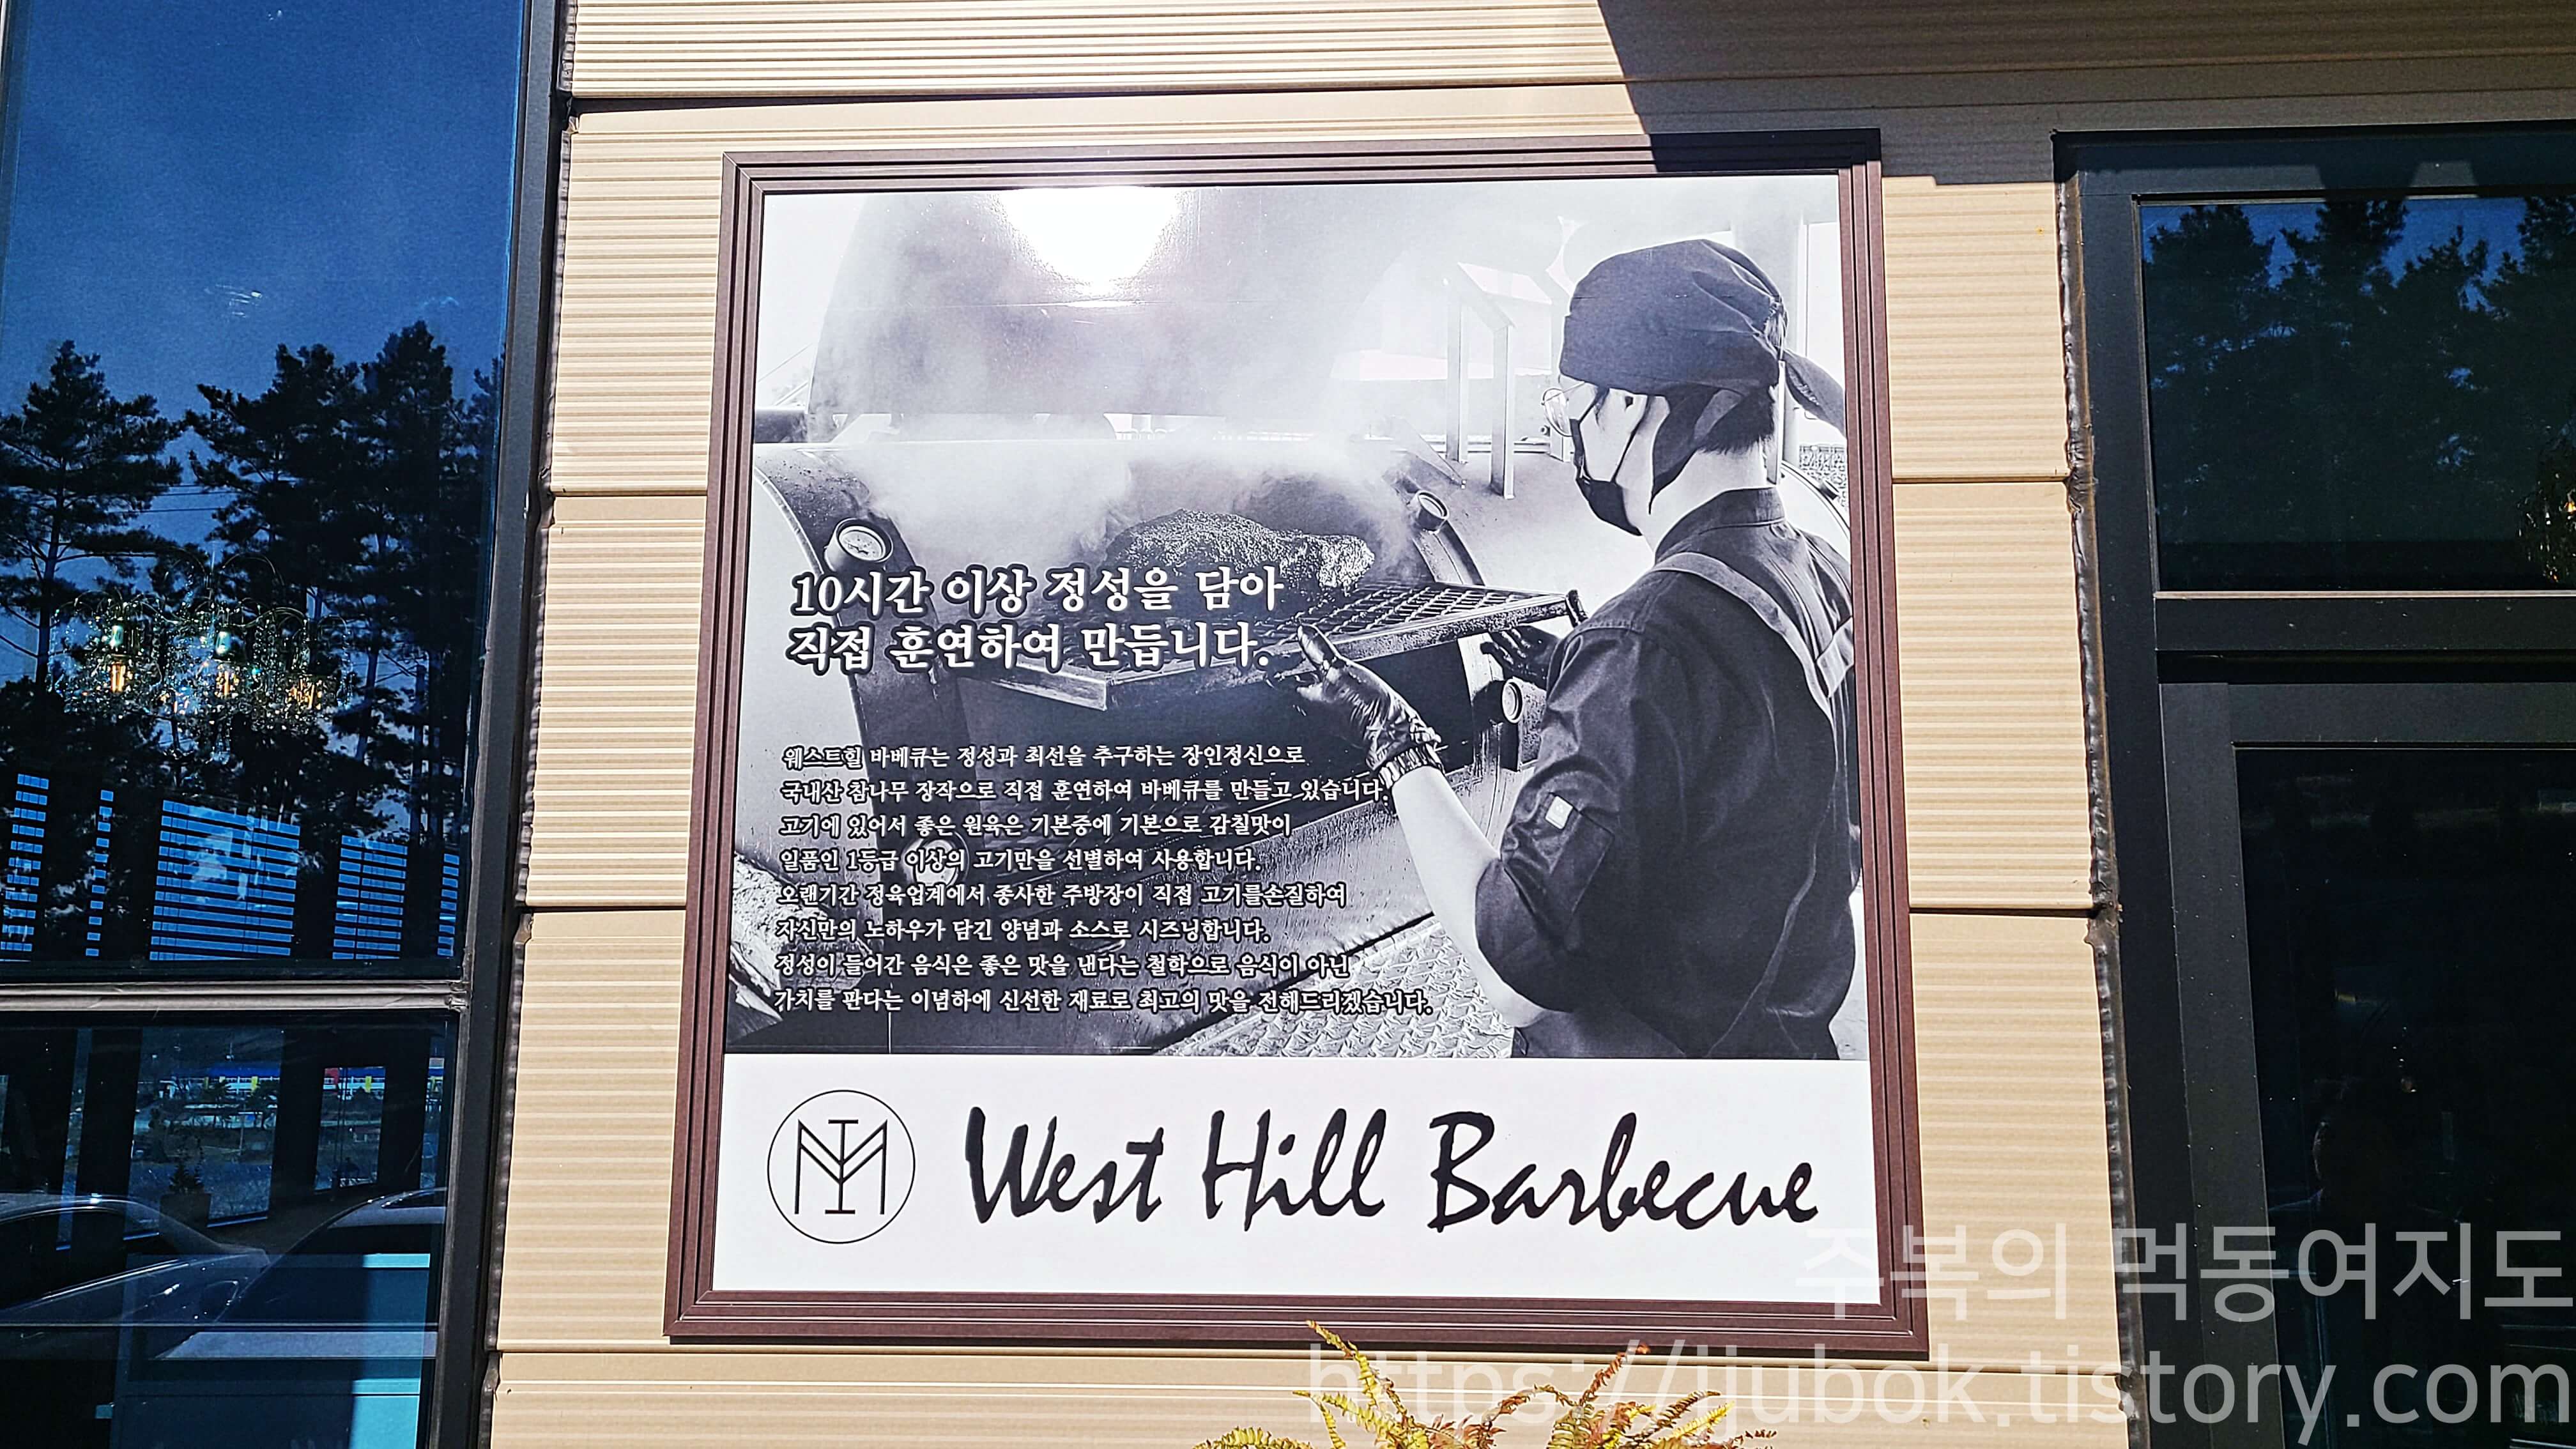 10시간 이상 정성을 담아
직접 훈연하여 만듭니다.
웨스트힐 바베큐는 정성과 최선을 추구하는 장인정신으로
국내산 참나무 장작으로 직접 훈연하여 바베큐를 만들고 있습니다.
고기에 있어서 좋은 원육은 기본중에 기본으로 감칠맛이
일품인 1등급 이상의 고기만을 선별하여 사용합니다.
오랜기간 정육업계에서 종사한 주방장이 직접 고기를손질하여
자신만의 노하우가 담긴 양념과 소스로 시즈닝합니다.
정성이 들어간 음식은 좋은 맛을 낸다는 철학으로 음식이 아닌
가치를 판다는 이념하에 신선한 재료로 최고의 맛을 전해드리겠습니다.
West Hill Barbecue
주복의 먹동여지도
https://ijubok.tistory.com